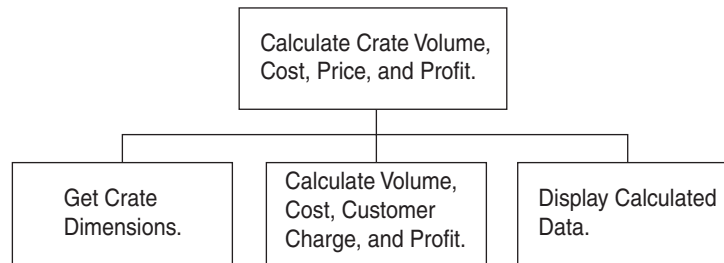 Calculate Crate Volume,
Cost, Price, and Profit.
Get Crate
Dimensions.
Calculate Volume,
Cost, Customer
Charge, and Profit.
Display Calculated
Data.